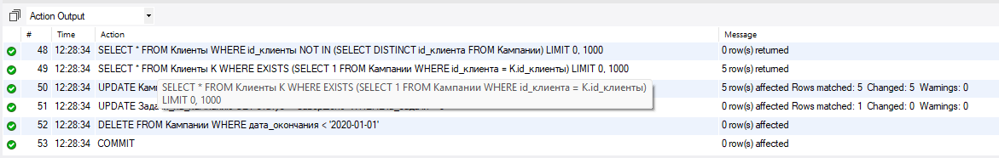 Action Output
# Time Action Message
48 12:28:34 SELECT * FROM Клиенты WHERE id_клиенты NOT IN (SELECT DISTINCT id_клиента FROM Кампании) LIMIT 0, 1000 0 row(s) returned
49 12:28:34 SELECT * FROM Клиенты K WHERE EXISTS (SELECT 1 FROM Кампании WHERE id_клиента = K.id_клиенты) LIMIT 0, 1000 5 row(s) returned
50 12:28:34 UPDATE 5 row(s) affected Rows matched: 5 Changed: 5 Warnings: 0
SELECT * FROM Клиенты K WHERE EXISTS (SELECT 1 FROM Кампании WHERE id_клиента = K.id_клиенты)
LIMIT 0, 1000
51 12:28:34 UPDATE 0 row(s) affected Rows matched: 1 Changed: 0 Warnings: 0
52 12:28:34 DELETE FROM Кампании WHERE дата_окончания < '2020-01-01' 0 row(s) affected
53 12:28:34 COMMIT 0 row(s) affected